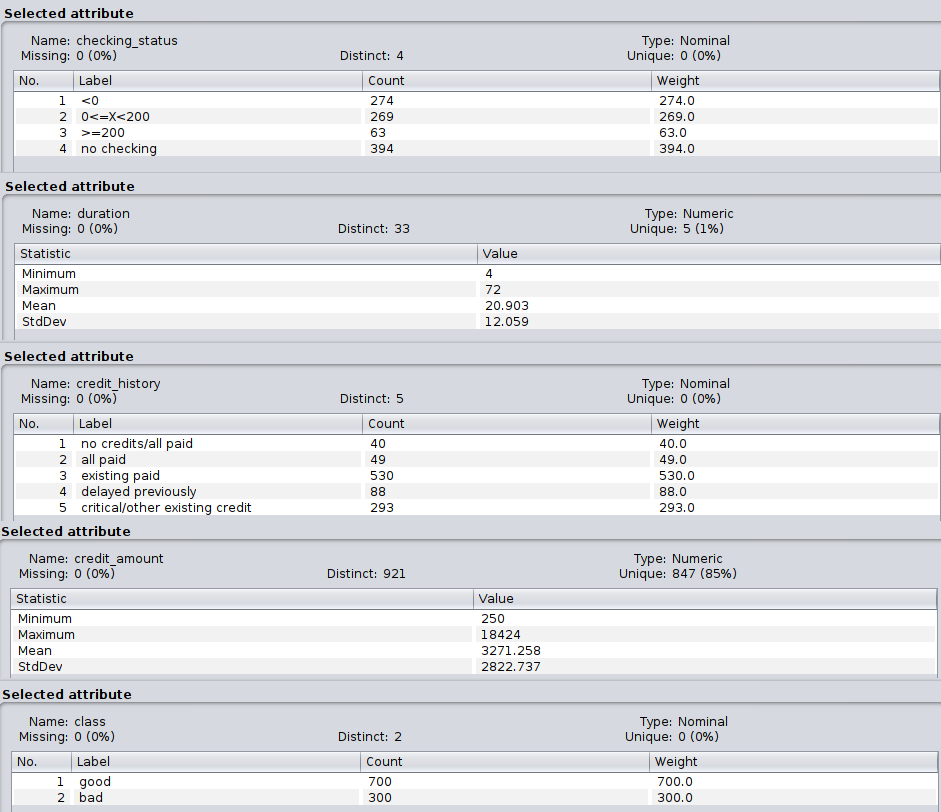 Selected attribute
Name: checking_status Type: Nominal
Missing: 0 (0%) Distinct: 4 Unique: 0 (0%)
No. Label Count Weight
1 <0 274 274.0
2 0<=X<200 269 269.0
3 >=200 63 63.0
4 no checking 394 394.0
Selected attribute
Name: duration Type: Numeric
Missing: 0 (0%) Distinct: 33 Unique: 5 (1%)
Statistic Value
Minimum 4
Maximum 72
Mean 20.903
StdDev 12.059
Selected attribute
Name: credit_history Type: Nominal
Missing: 0 (0%) Distinct: 5 Unique: 0 (0%)
No. Label Count Weight
1 no credits/all paid 40 40.0
2 all paid 49 49.0
3 existing paid 530 530.0
4 delayed previously 88 88.0
5 critical/other existing credit 293 293.0
Selected attribute
Name: credit_amount Type: Numeric
Missing: 0 (0%) Distinct: 921 Unique: 847 (85%)
Statistic Value
Minimum 250
Maximum 18424
Mean 3271.258
StdDev 2822.737
Selected attribute
Name: class Type: Nominal
Missing: 0 (0%) Distinct: 2 Unique: 0 (0%)
No. Label Count Weight
1 good 700 700.0
2 bad 300 300.0